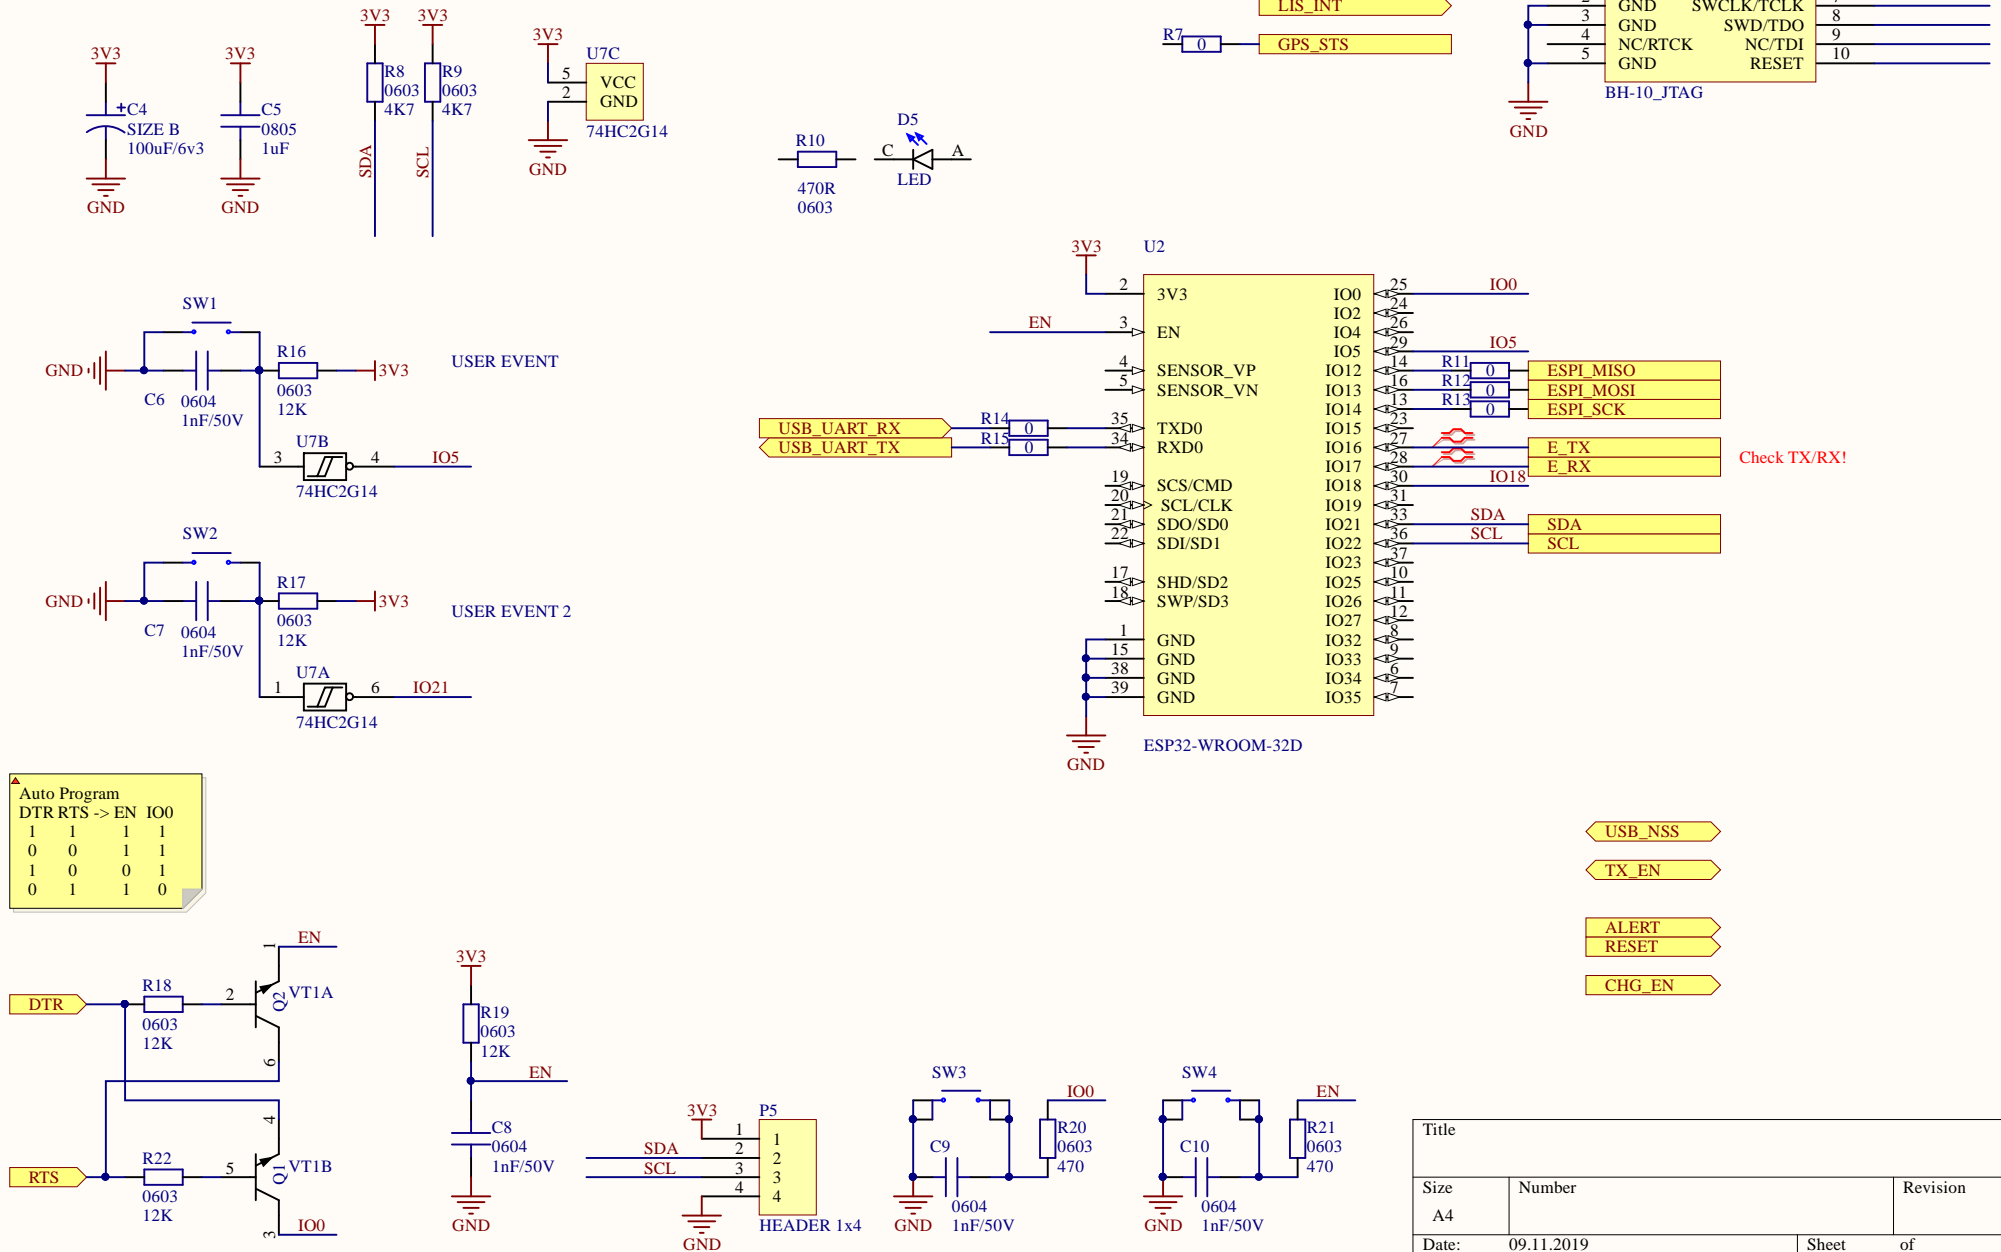 3V3
+C4
SIZE B
100uF/6v3
GND
3V3
C5
0805
1uF
GND
3V3
R8
0603
4K7
SDA
3V3
R9
0603
4K7
SCL
3V3
U7C
5 VCC
2 GND
74HC2G14
GND
R10
470R
0603
D5
C A
LED
LIS_INT
R7 0 GPS_STS
GND SWCLK/TCLK
3 GND SWD/TDO 8
4 NC/RTCK NC/TDI 9
5 GND RESET 10
BH-10_JTAG
GND
SW1
GND
C6
0604
1nF/50V
R16
0603
12K
3V3
USER EVENT
U7B
3 4 IO5
74HC2G14
SW2
GND
C7
0604
1nF/50V
R17
0603
12K
3V3
USER EVENT 2
U7A
1 6 IO21
74HC2G14
3V3
U2
2 3V3
EN 3 EN
4 SENSOR_VP
5 SENSOR_VN
USB_UART_RX R14 0 35 TXD0
USB_UART_TX R15 0 34 RXD0
19 SCS/CMD
20 SCL/CLK
21 SDO/SD0
22 SDI/SD1
17 SHD/SD2
18 SWP/SD3
1 GND
15 GND
38 GND
39 GND
GND
ESP32-WROOM-32D
IO0 25 IO0
IO2 24
IO4 26
IO5 29 IO5
IO12 14 R11 0 ESPI_MISO
IO13 16 R12 0 ESPI_MOSI
IO14 13 R13 0 ESPI_SCK
IO15 23
IO16 27 E_TX
IO17 28 E_RX
Check TX/RX!
IO18 30 IO18
IO19 31
IO21 33 SDA SDA
IO22 36 SCL SCL
IO23 37
IO25 10
IO26 11
IO27 12
IO32 8
IO33 9
IO34 6
IO35 7
Auto Program
DTR RTS -> EN IO0
1 1 1 1
0 0 1 1
1 0 0 1
0 1 1 0
USB_NSS
TX_EN
ALERT
RESET
CHG_EN
DTR
R18
0603
12K
2
1 EN
Q2 VT1A
6
RTS
R22
0603
12K
5
4
Q1 VT1B
3 IO0
3V3
R19
0603
12K
EN
C8
0604
1nF/50V
GND
3V3
P5
1 1
SDA 2 2
SCL 3 3
4 4
HEADER 1x4
GND
SW3
C9
0604
1nF/50V
GND
IO0
R20
0603
470
SW4
C10
0604
1nF/50V
GND
EN
R21
0603
470
Title
Size Number Revision
A4
Date: 09.11.2019 Sheet of